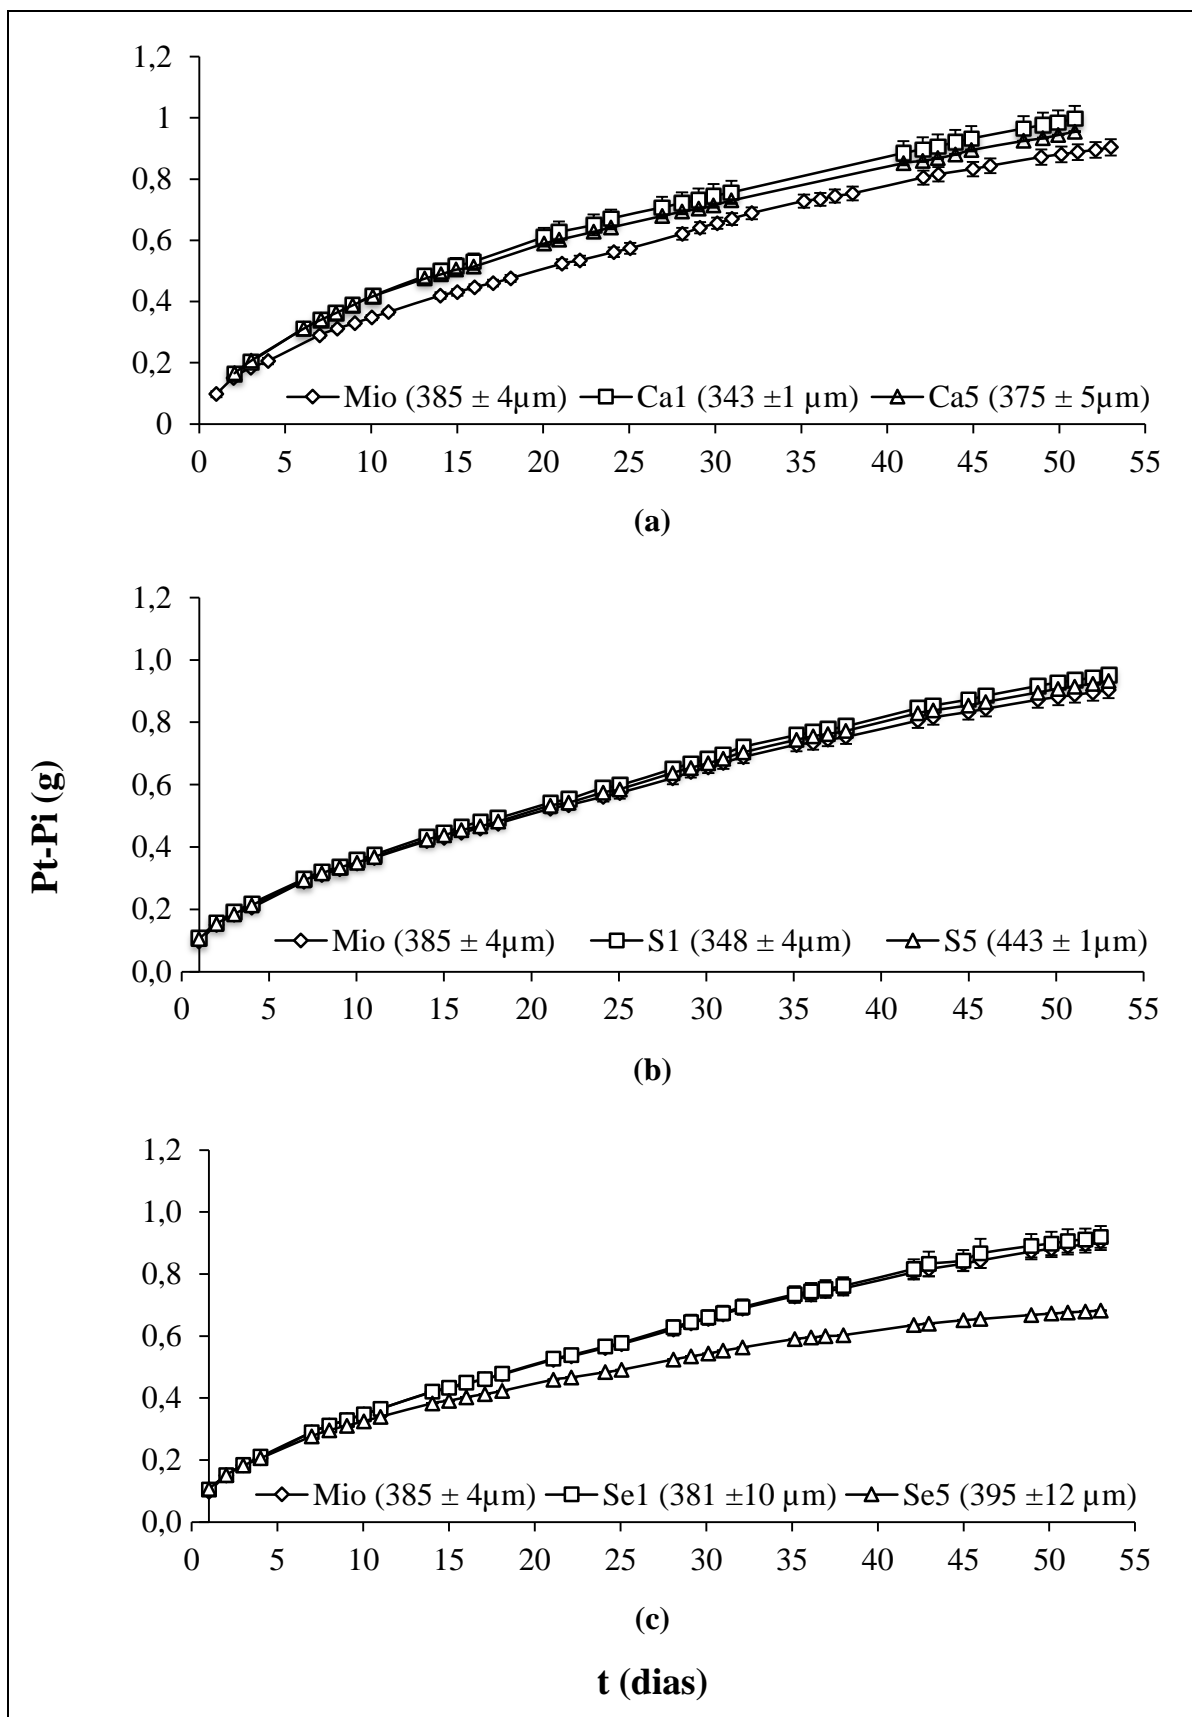 1,2
1
0,8
0,6
0,4
0,2
0
Mio (385 ± 4µm) Ca1 (343 ±1 µm) Ca5 (375 ± 5µm)
0 5 10 15 20 25 30 35 40 45 50 55
(a)
Pt-Pi (g)
1,2
1,0
0,8
0,6
0,4
0,2
0,0
Mio (385 ± 4µm) S1 (348 ± 4µm) S5 (443 ± 1µm)
0 5 10 15 20 25 30 35 40 45 50 55
(b)
1,2
1,0
0,8
0,6
0,4
0,2
0,0
Mio (385 ± 4µm) Se1 (381 ±10 µm) Se5 (395 ±12 µm)
0 5 10 15 20 25 30 35 40 45 50 55
(c)
t (dias)